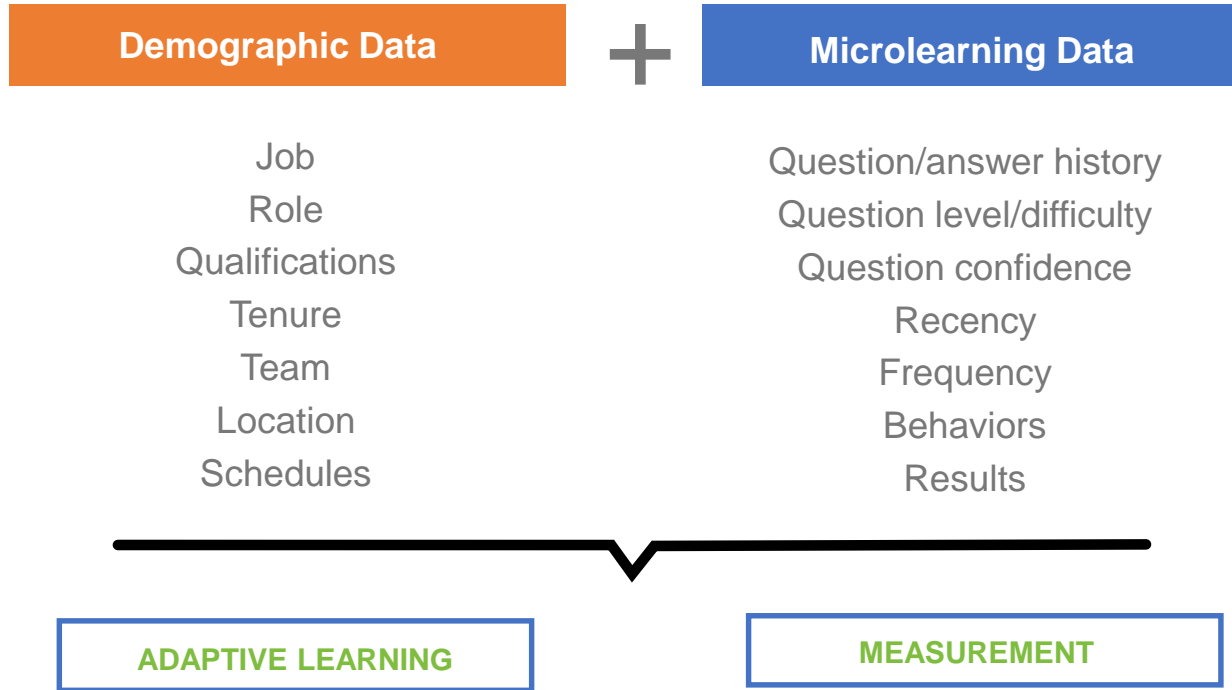 Demographic Data
+
Microlearning Data
Job
Role
Qualifications
Tenure
Team
Location
Schedules
Question/answer history
Question level/difficulty
Question confidence
Recency
Frequency
Behaviors
Results
ADAPTIVE LEARNING
MEASUREMENT